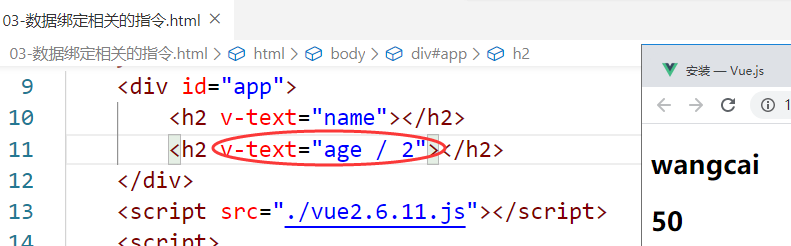 03-数据绑定相关的指令.html
03-数据绑定相关的指令.html > html > body > div#app > h2
9 <div id="app">
10 <h2 v-text="name"></h2>
11 <h2 v-text="age / 2"></h2>
12 </div>
13 <script src="./vue2.6.11.js"></script>
14 <script>
安装 — Vue.js
1
wangcai
50